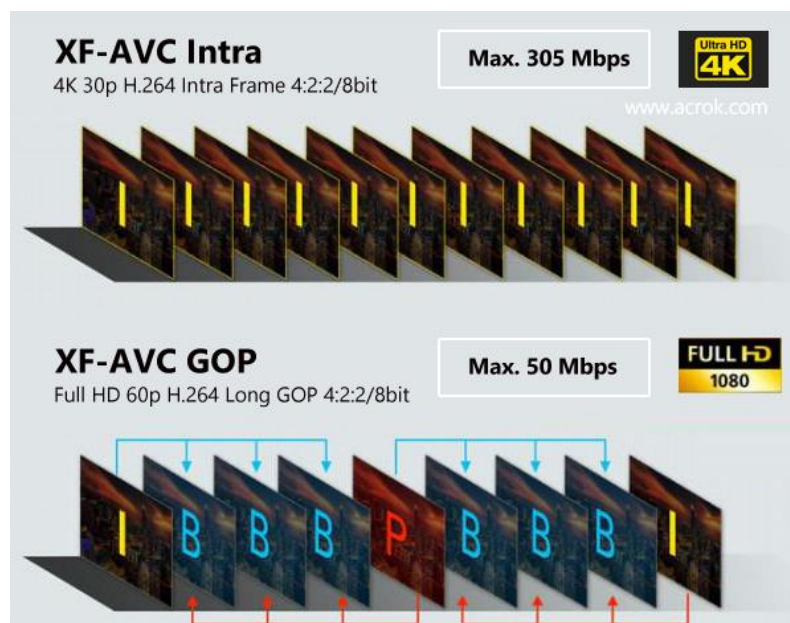 XF-AVC Intra
Max. 305 Mbps
Ultra HD
4K
4K 30p H.264 Intra Frame 4:2:2/8bit
www.acrok.com
I I I I I I I I I I
XF-AVC GOP
Max. 50 Mbps
FULL HD
1080
Full HD 60p H.264 Long GOP 4:2:2/8bit
I B B B P B B B I